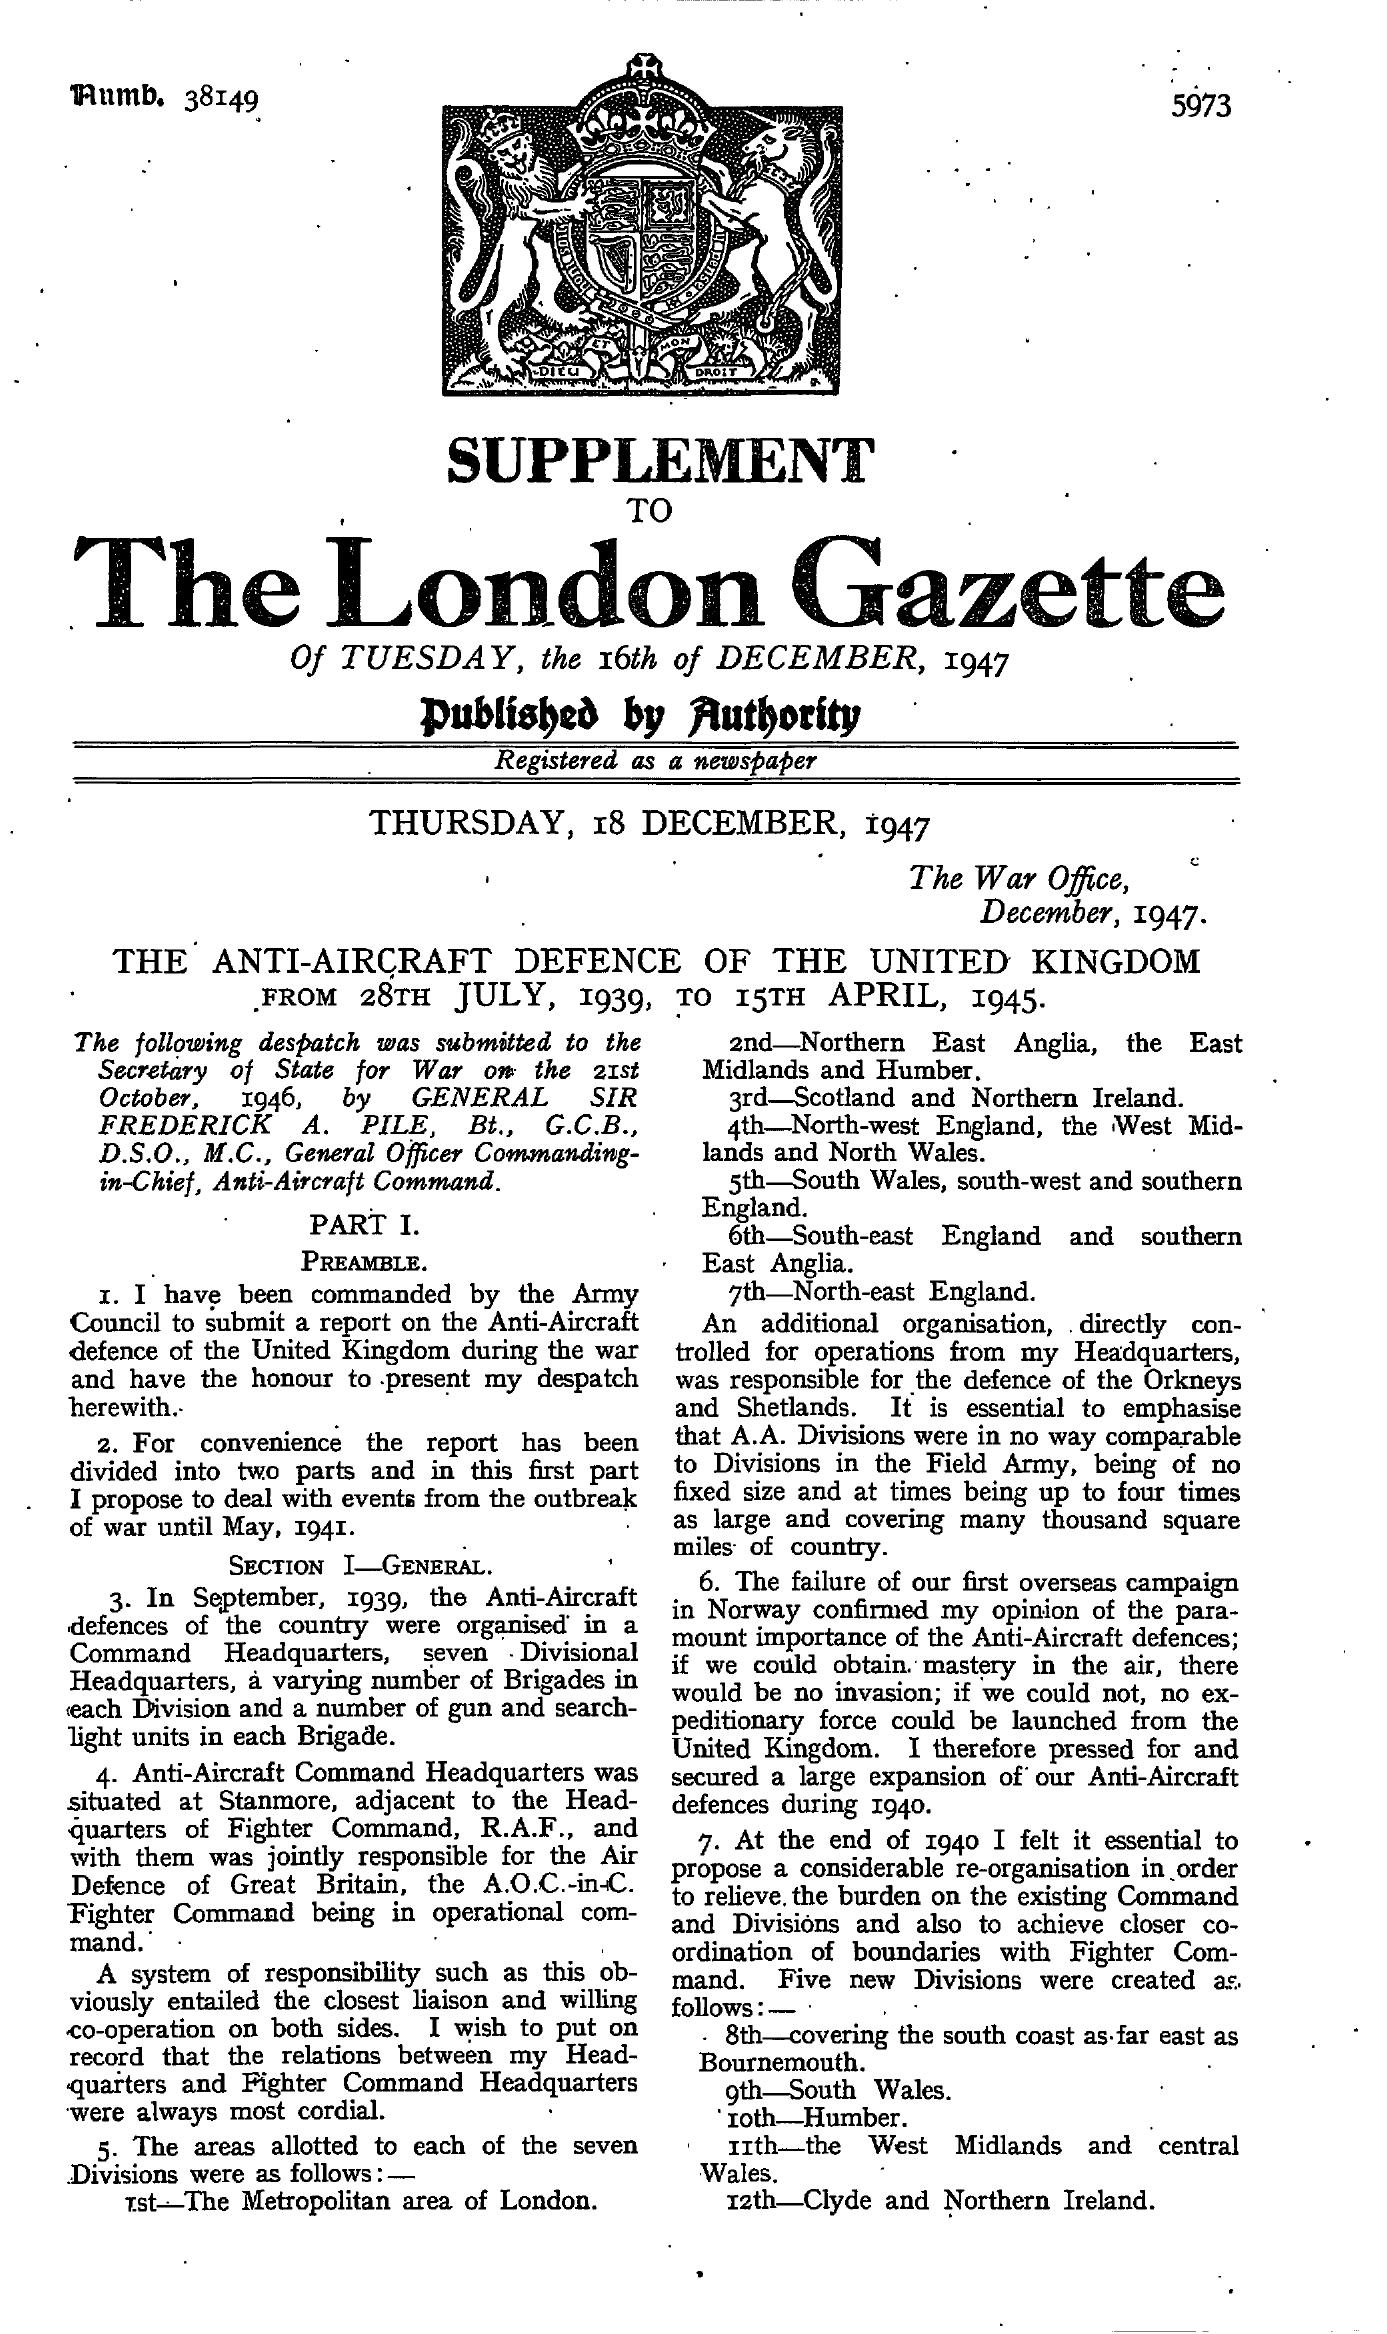 Numb. 38149
5973
DIEU ET MON DROIT
SUPPLEMENT
TO
The London Gazette
Of TUESDAY, the 16th of DECEMBER, 1947
Published by Authority
Registered as a newspaper
THURSDAY, 18 DECEMBER, 1947
The War Office,
December, 1947.
THE ANTI-AIRCRAFT DEFENCE OF THE UNITED KINGDOM
FROM 28TH JULY, 1939, TO 15TH APRIL, 1945.
The following despatch was submitted to the
Secretary of State for War on the 21st
October, 1946, by GENERAL SIR
FREDERICK A. PILE, Bt., G.C.B.,
D.S.O., M.C., General Officer Commanding-
in-Chief, Anti-Aircraft Command.
PART I.
PREAMBLE.
1. I have been commanded by the Army
Council to submit a report on the Anti-Aircraft
defence of the United Kingdom during the war
and have the honour to present my despatch
herewith.
2. For convenience the report has been
divided into two parts and in this first part
I propose to deal with events from the outbreak
of war until May, 1941.
SECTION I—GENERAL.
3. In September, 1939, the Anti-Aircraft
defences of the country were organised in a
Command Headquarters, seven Divisional
Headquarters, a varying number of Brigades in
each Division and a number of gun and search-
light units in each Brigade.
4. Anti-Aircraft Command Headquarters was
situated at Stanmore, adjacent to the Head-
quarters of Fighter Command, R.A.F., and
with them was jointly responsible for the Air
Defence of Great Britain, the A.O.C.-in-C.
Fighter Command being in operational com-
mand.
A system of responsibility such as this ob-
viously entailed the closest liaison and willing
co-operation on both sides. I wish to put on
record that the relations between my Head-
quarters and Fighter Command Headquarters
were always most cordial.
5. The areas allotted to each of the seven
Divisions were as follows:—
1st—The Metropolitan area of London.
2nd—Northern East Anglia, the East
Midlands and Humber.
3rd—Scotland and Northern Ireland.
4th—North-west England, the West Mid-
lands and North Wales.
5th—South Wales, south-west and southern
England.
6th—South-east England and southern
East Anglia.
7th—North-east England.
An additional organisation, directly con-
trolled for operations from my Headquarters,
was responsible for the defence of the Orkneys
and Shetlands. It is essential to emphasise
that A.A. Divisions were in no way comparable
to Divisions in the Field Army, being of no
fixed size and at times being up to four times
as large and covering many thousand square
miles of country.
6. The failure of our first overseas campaign
in Norway confirmed my opinion of the para-
mount importance of the Anti-Aircraft defences;
if we could obtain mastery in the air, there
would be no invasion; if we could not, no ex-
peditionary force could be launched from the
United Kingdom. I therefore pressed for and
secured a large expansion of our Anti-Aircraft
defences during 1940.
7. At the end of 1940 I felt it essential to
propose a considerable re-organisation in order
to relieve the burden on the existing Command
and Divisions and also to achieve closer co-
ordination of boundaries with Fighter Com-
mand. Five new Divisions were created as
follows:—
8th—covering the south coast as far east as
Bournemouth.
9th—South Wales.
10th—Humber.
11th—the West Midlands and central
Wales.
12th—Clyde and Northern Ireland.